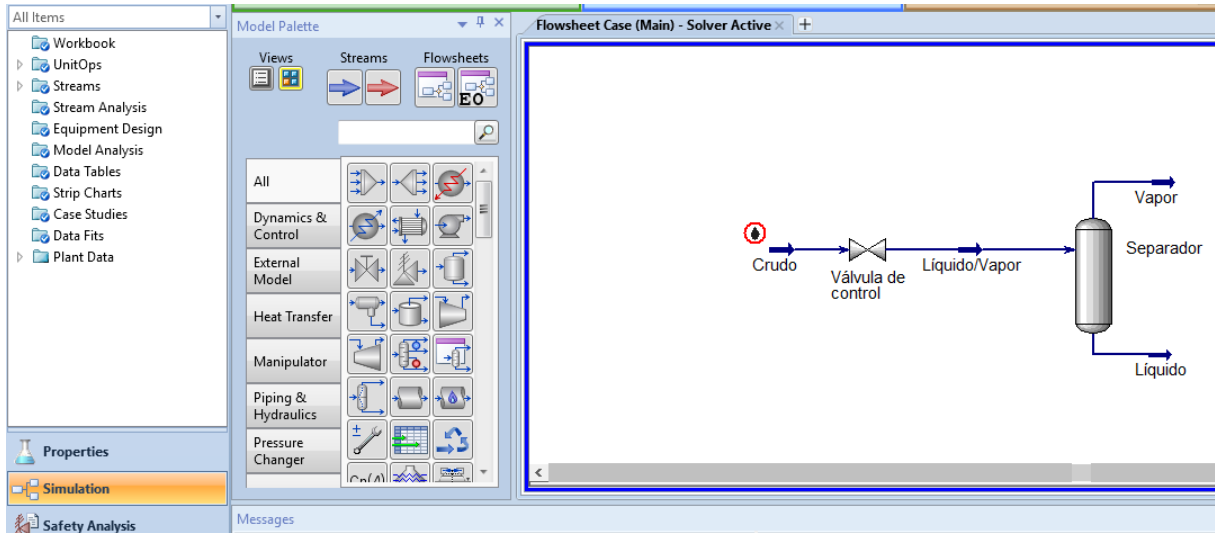 All Items
Workbook
UnitOps
Streams
Stream Analysis
Equipment Design
Model Analysis
Data Tables
Strip Charts
Case Studies
Data Fits
Plant Data
Properties
Simulation
Safety Analysis
Model Palette
Views
Streams
Flowsheets
EO
All
Dynamics &
Control
External
Model
Heat Transfer
Manipulator
Piping &
Hydraulics
Pressure
Changer
Messages
Flowsheet Case (Main) - Solver Active
Crudo
Válvula de
control
Líquido/Vapor
Vapor
Separador
Líquido